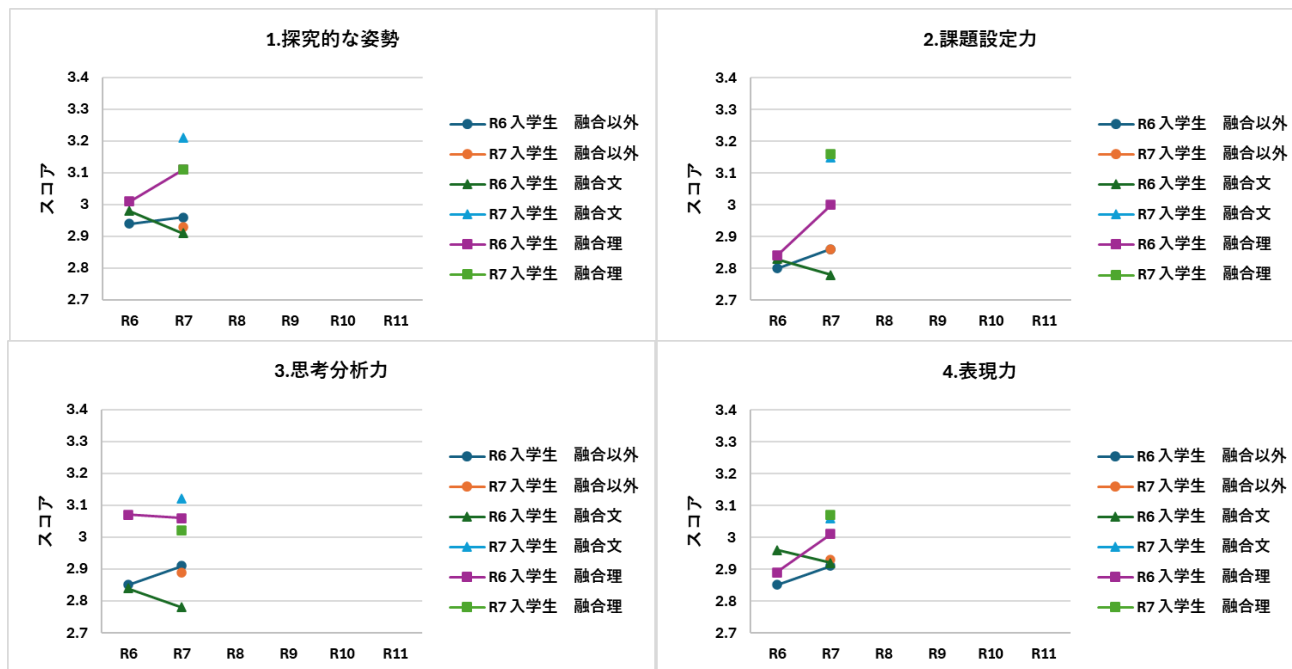 1.探究的な姿勢
スコア
3.4
3.3
3.2
3.1
3
2.9
2.8
2.7
R6 R7 R8 R9 R10 R11
R6 入学生　融合以外
R7 入学生　融合以外
R6 入学生　融合文
R7 入学生　融合文
R6 入学生　融合理
R7 入学生　融合理
2.課題設定力
スコア
3.4
3.3
3.2
3.1
3
2.9
2.8
2.7
R6 R7 R8 R9 R10 R11
R6 入学生　融合以外
R7 入学生　融合以外
R6 入学生　融合文
R7 入学生　融合文
R6 入学生　融合理
R7 入学生　融合理
3.思考分析力
スコア
3.4
3.3
3.2
3.1
3
2.9
2.8
2.7
R6 R7 R8 R9 R10 R11
R6 入学生　融合以外
R7 入学生　融合以外
R6 入学生　融合文
R7 入学生　融合文
R6 入学生　融合理
R7 入学生　融合理
4.表現力
スコア
3.4
3.3
3.2
3.1
3
2.9
2.8
2.7
R6 R7 R8 R9 R10 R11
R6 入学生　融合以外
R7 入学生　融合以外
R6 入学生　融合文
R7 入学生　融合文
R6 入学生　融合理
R7 入学生　融合理